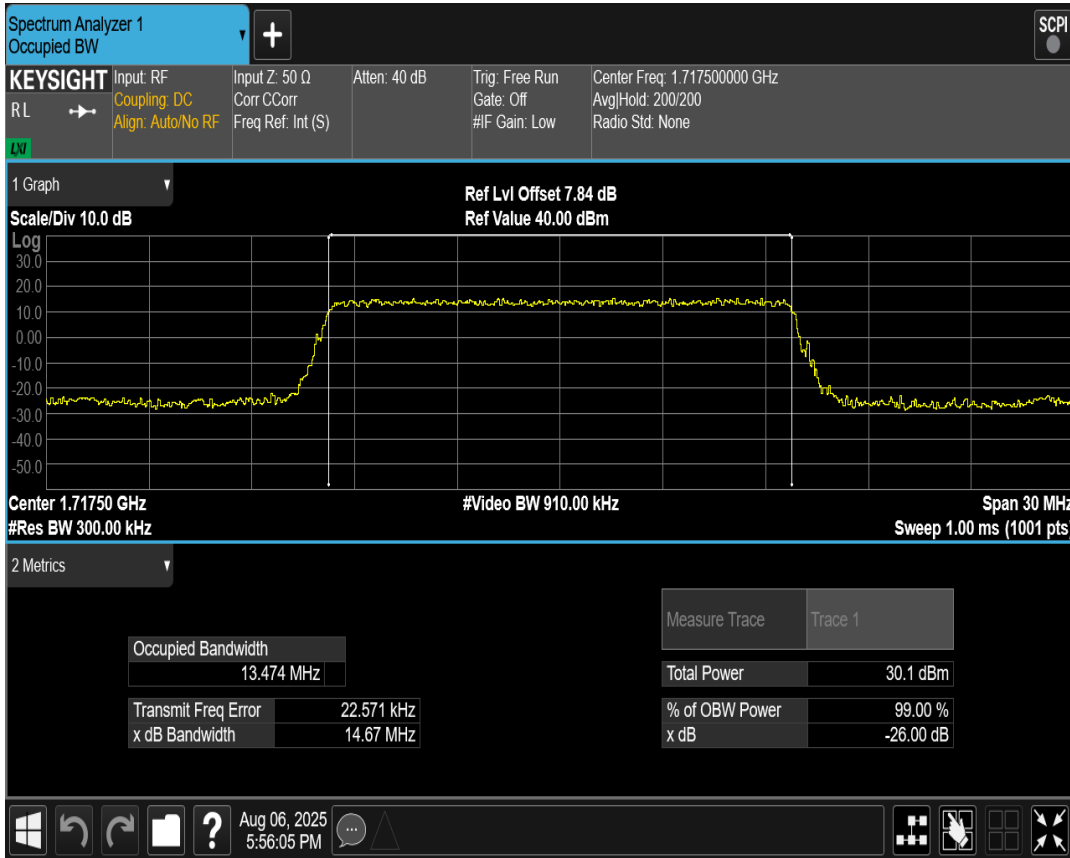 Spectrum Analyzer 1
Occupied BW
+
SCPI
KEYSIGHT
RL
LXI
Input: RF
Coupling: DC
Align: Auto/No RF
Input Z: 50 Ω
Corr CCorr
Freq Ref: Int (S)
Atten: 40 dB
Trig: Free Run
Gate: Off
#IF Gain: Low
Center Freq: 1.717500000 GHz
Avg|Hold: 200/200
Radio Std: None
1 Graph
Scale/Div 10.0 dB
Ref Lvl Offset 7.84 dB
Ref Value 40.00 dBm
Log
30.0
20.0
10.0
0.00
-10.0
-20.0
-30.0
-40.0
-50.0
Center 1.71750 GHz
#Res BW 300.00 kHz
#Video BW 910.00 kHz
Span 30 MHz
Sweep 1.00 ms (1001 pts)
2 Metrics
Occupied Bandwidth
13.474 MHz
Transmit Freq Error 22.571 kHz
x dB Bandwidth 14.67 MHz
Measure Trace Trace 1
Total Power 30.1 dBm
% of OBW Power 99.00 %
x dB -26.00 dB
?
Aug 06, 2025
5:56:05 PM